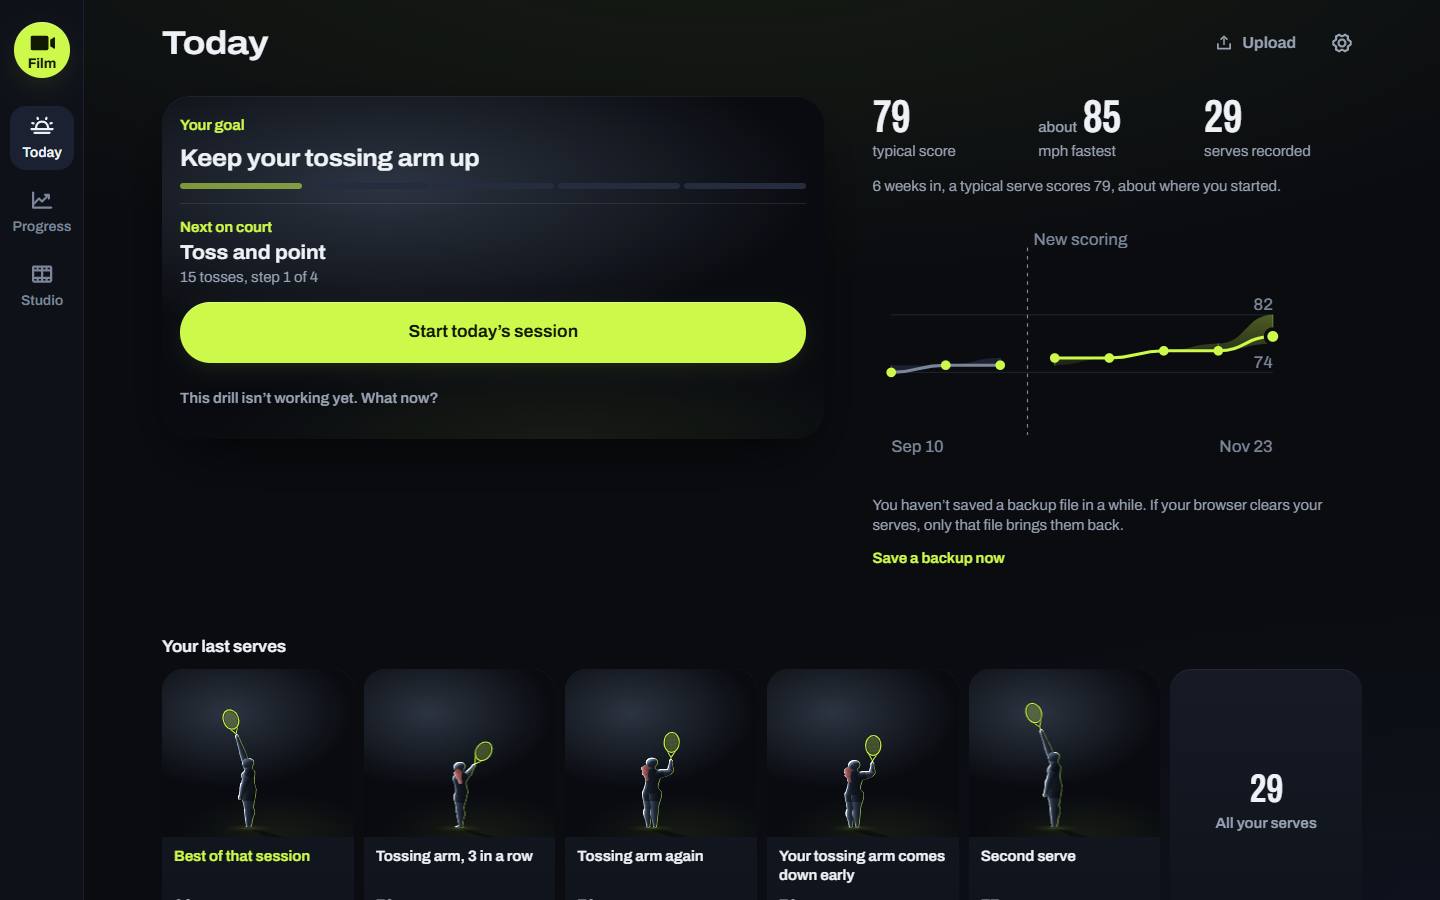 Film
Today
Progress
Studio
Today
Upload
Your goal
Keep your tossing arm up
Next on court
Toss and point
15 tosses, step 1 of 4
Start today’s session
This drill isn’t working yet. What now?
79
typical score
about 85
mph fastest
29
serves recorded
6 weeks in, a typical serve scores 79, about where you started.
New scoring
82
74
Sep 10
Nov 23
You haven’t saved a backup file in a while. If your browser clears your
serves, only that file brings them back.
Save a backup now
Your last serves
Best of that session
Tossing arm, 3 in a row
Tossing arm again
Your tossing arm comes
down early
Second serve
29
All your serves